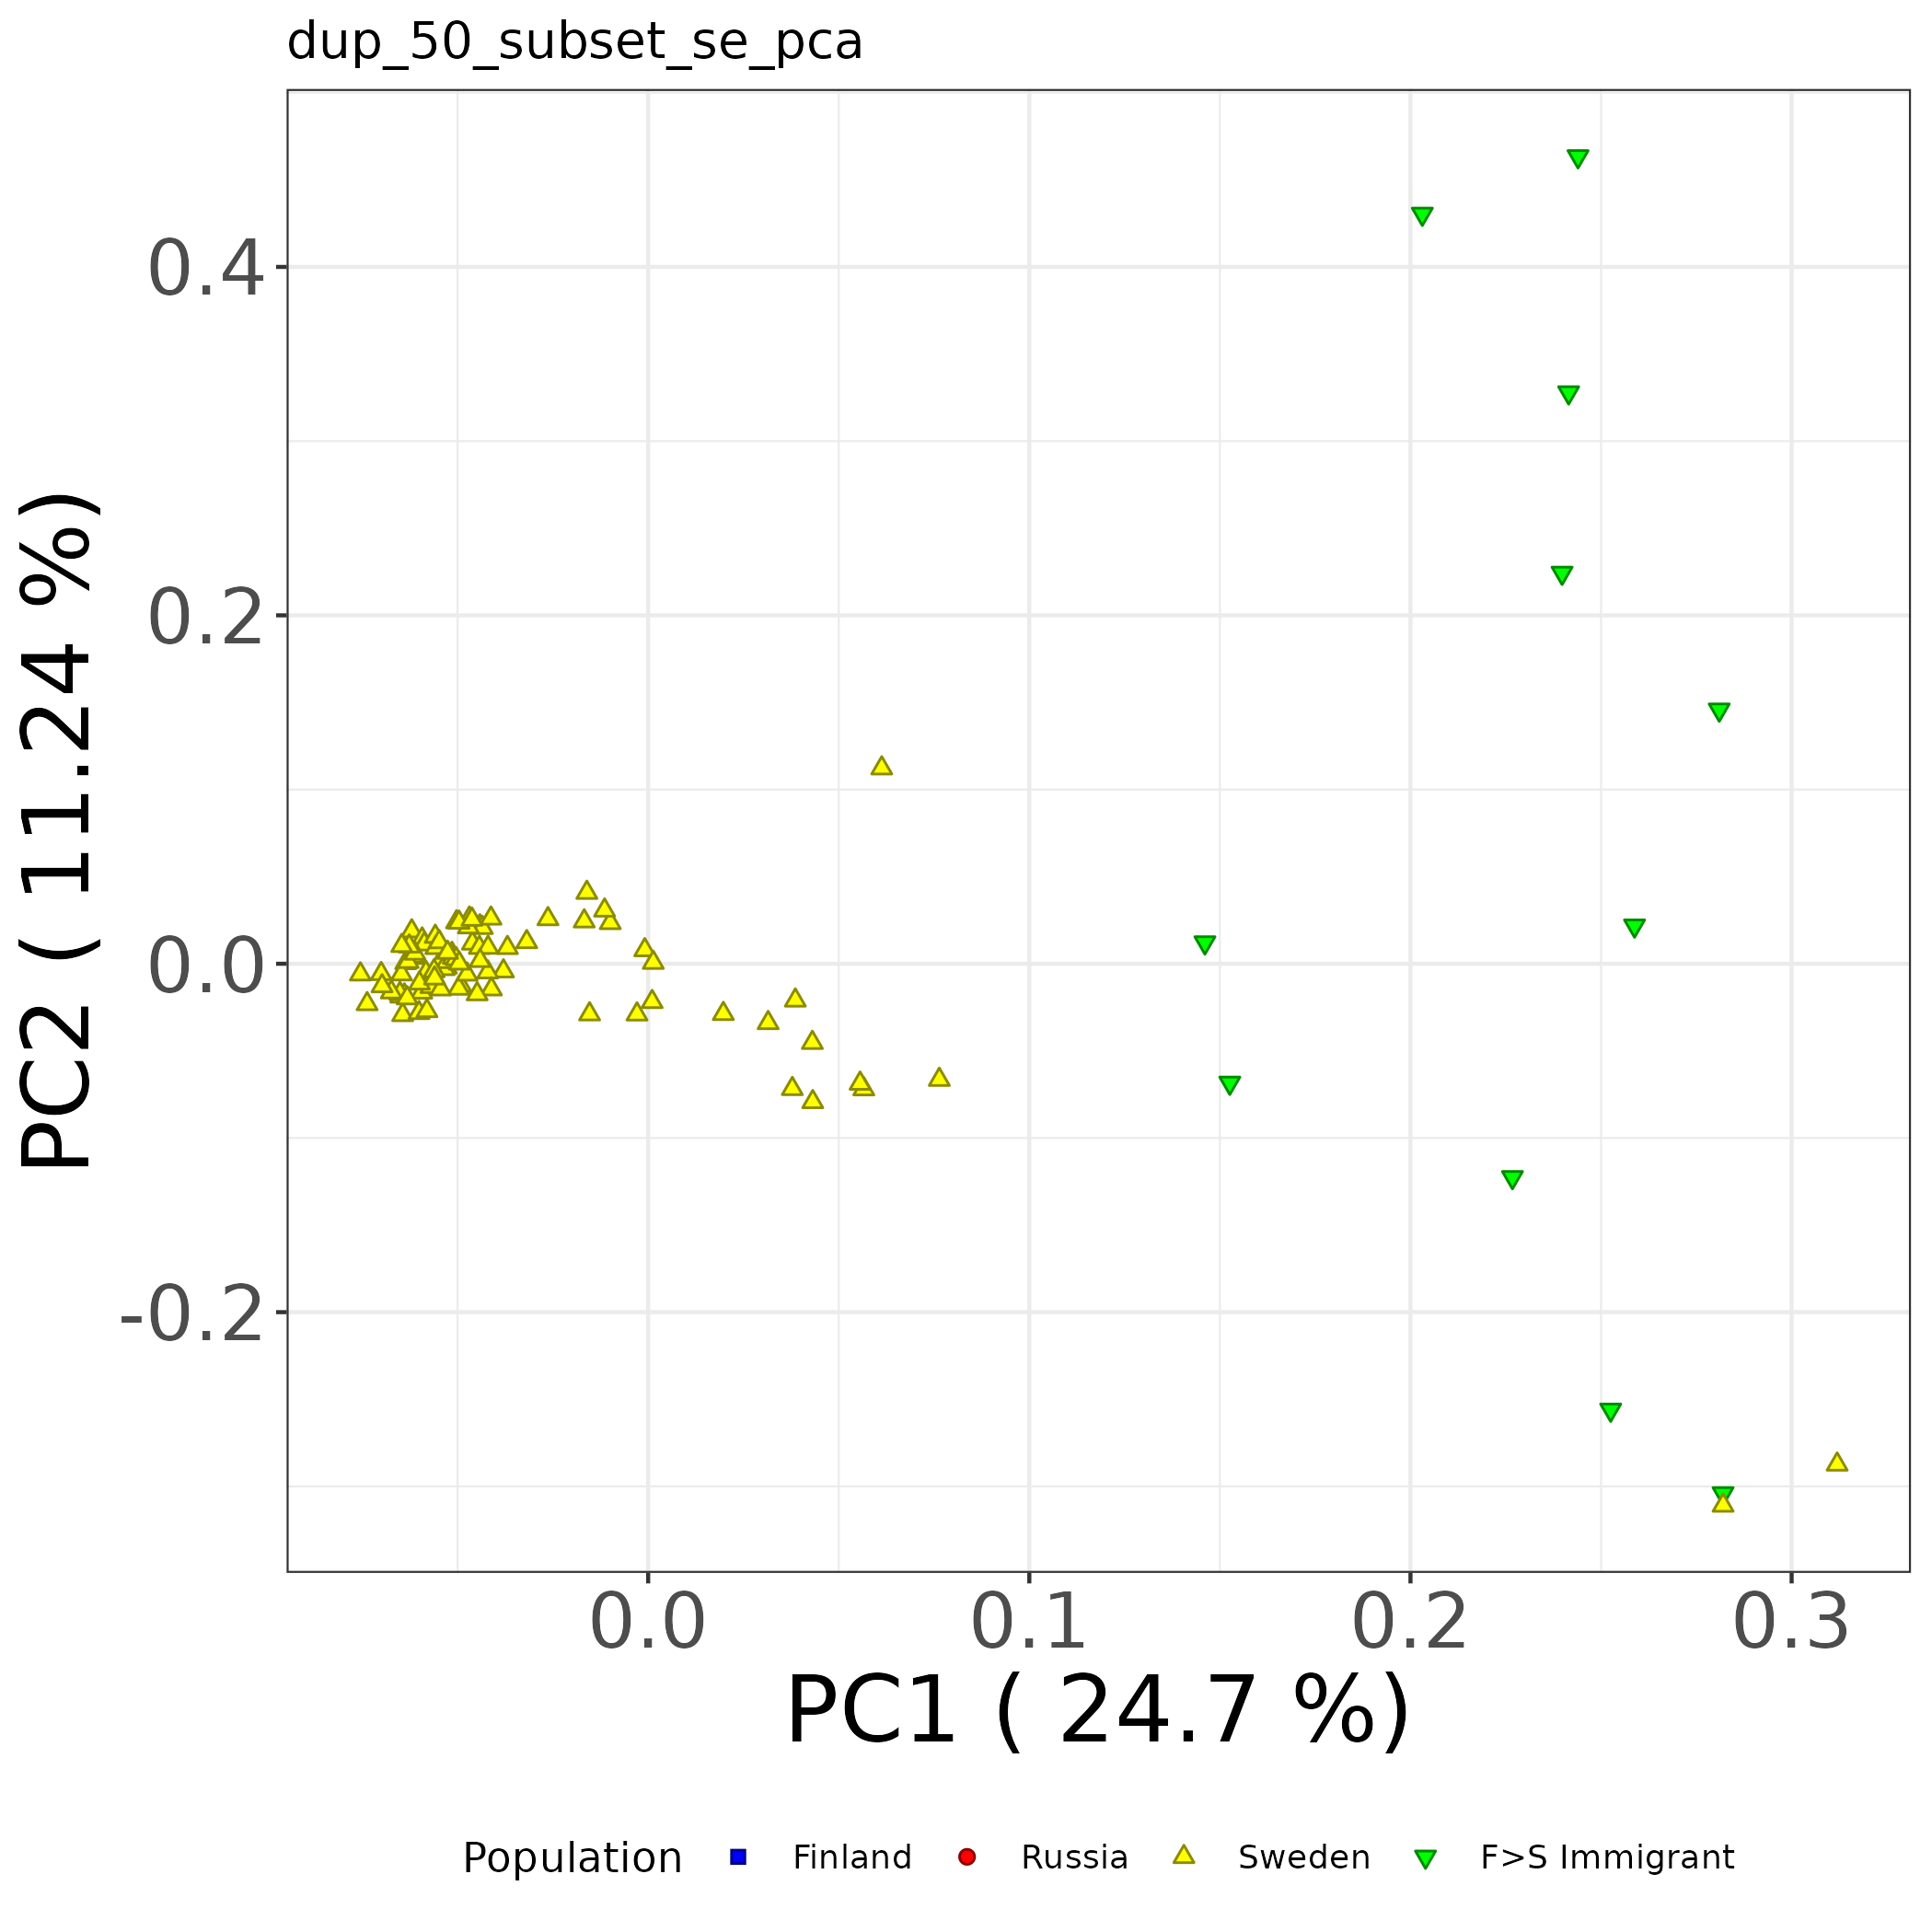 dup_50_subset_se_pca
PC2 ( 11.24 %)
0.4
0.2
0.0
-0.2
0.0 0.1 0.2 0.3
PC1 ( 24.7 %)
Population Finland Russia Sweden F>S Immigrant